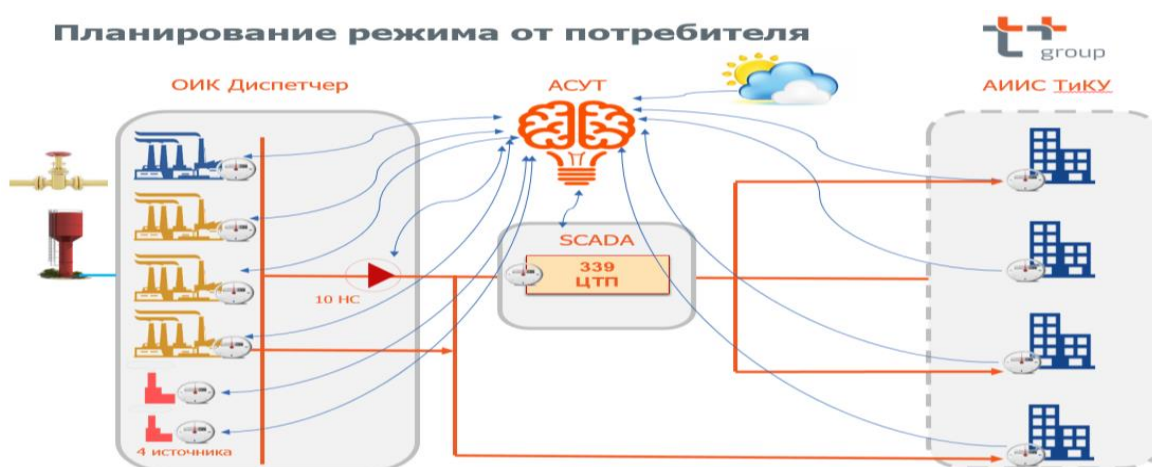 Планирование режима от потребителя
т+
group
ОИК Диспетчер
АСУТ
АИИС ТиКУ
SCADA
339
ЦТП
10 НС
4 источника